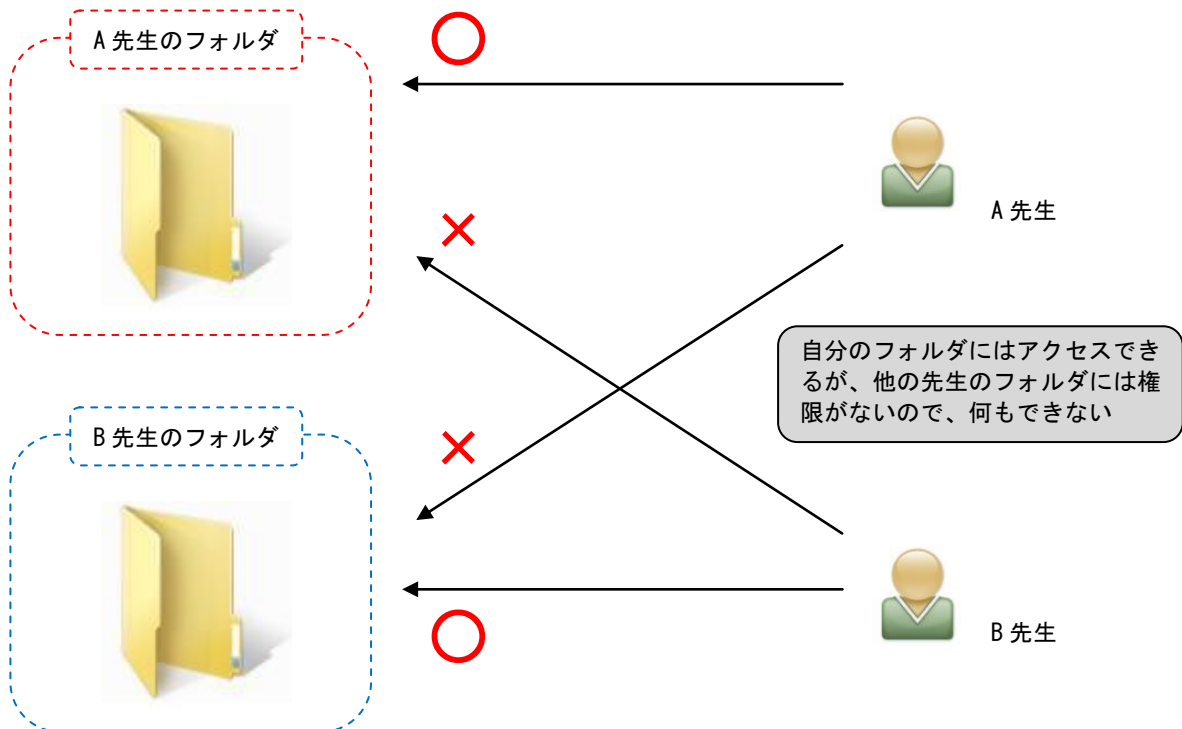 A 先生のフォルダ
A 先生
自分のフォルダにはアクセスでき
るが、他の先生のフォルダには権
限がないので、何もできない
B 先生のフォルダ
B 先生